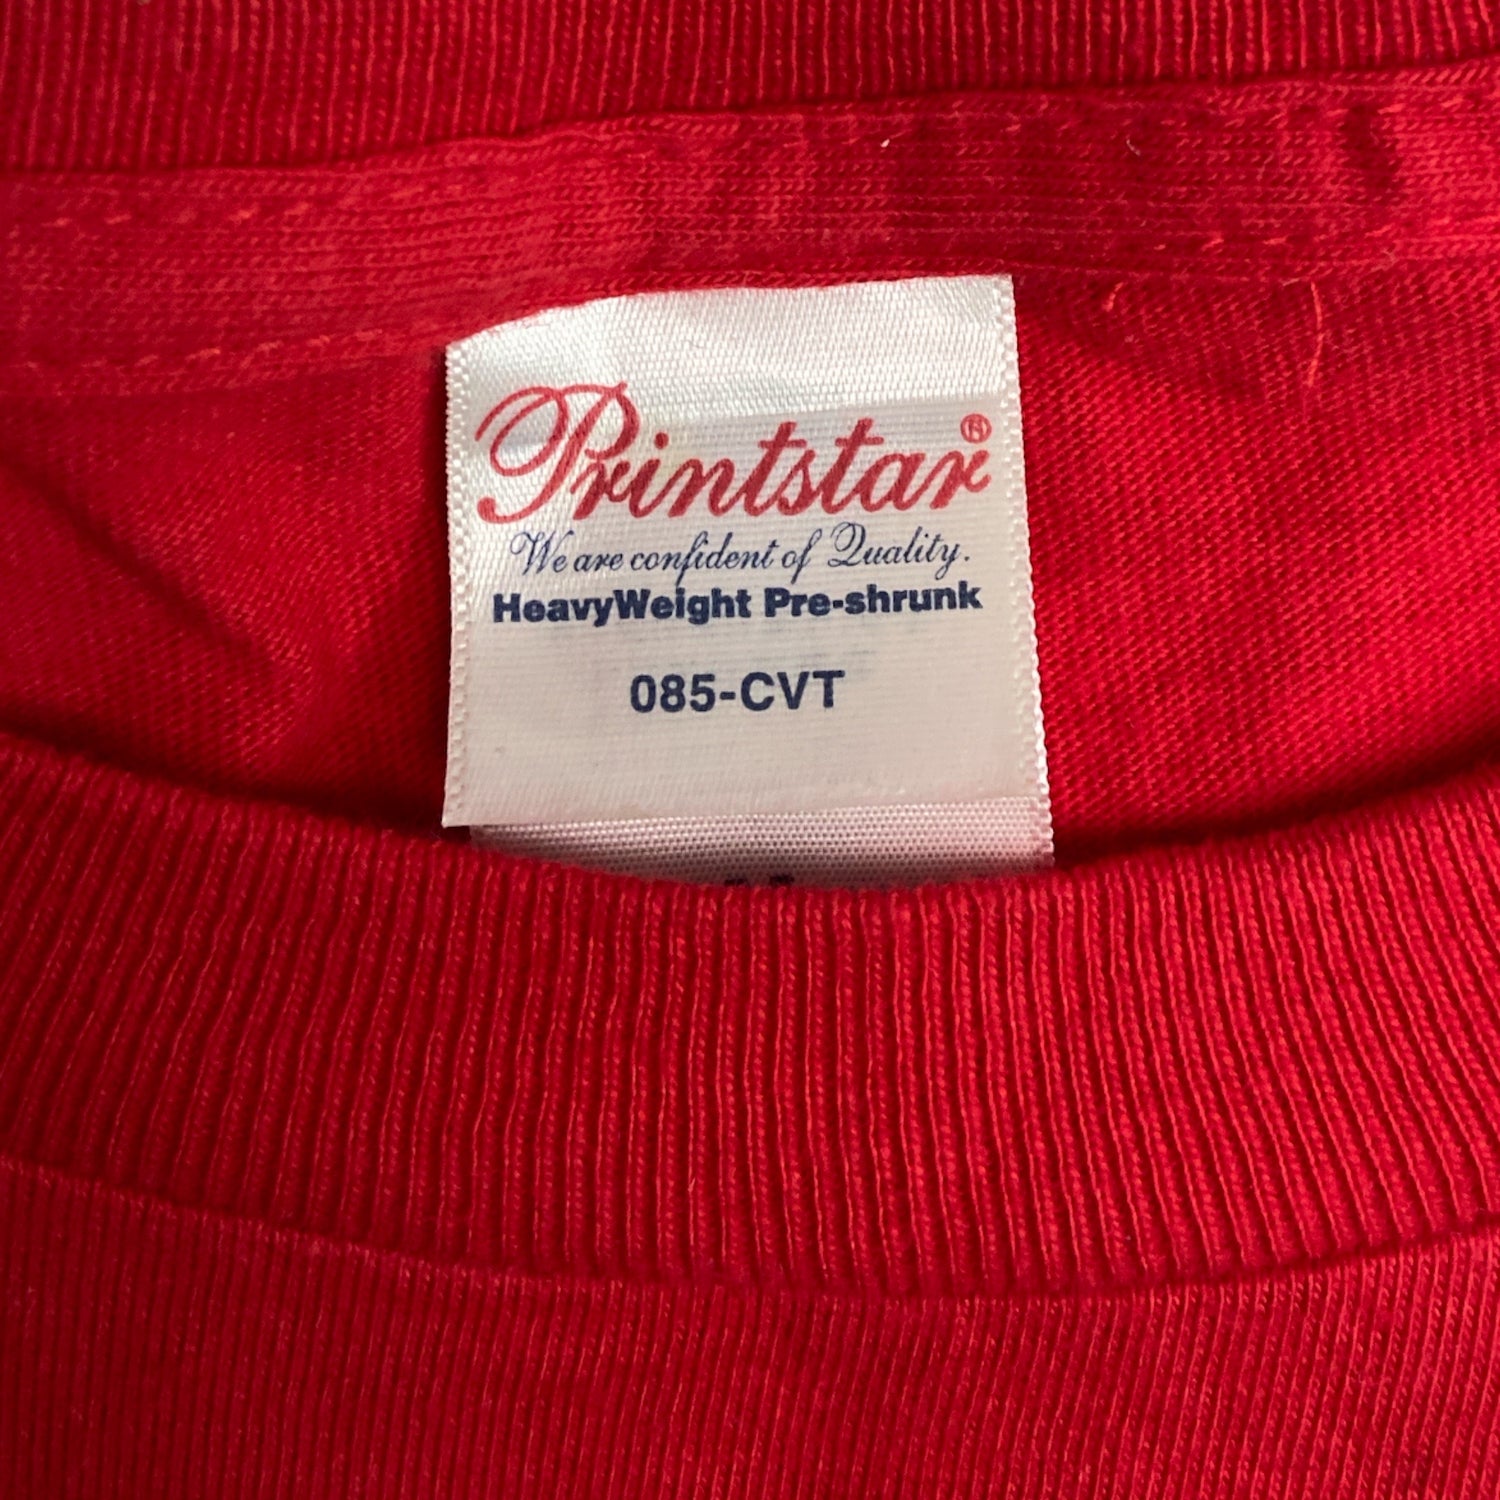 Printstar®
We are confident of Quality.
HeavyWeight Pre-shrunk
085-CVT